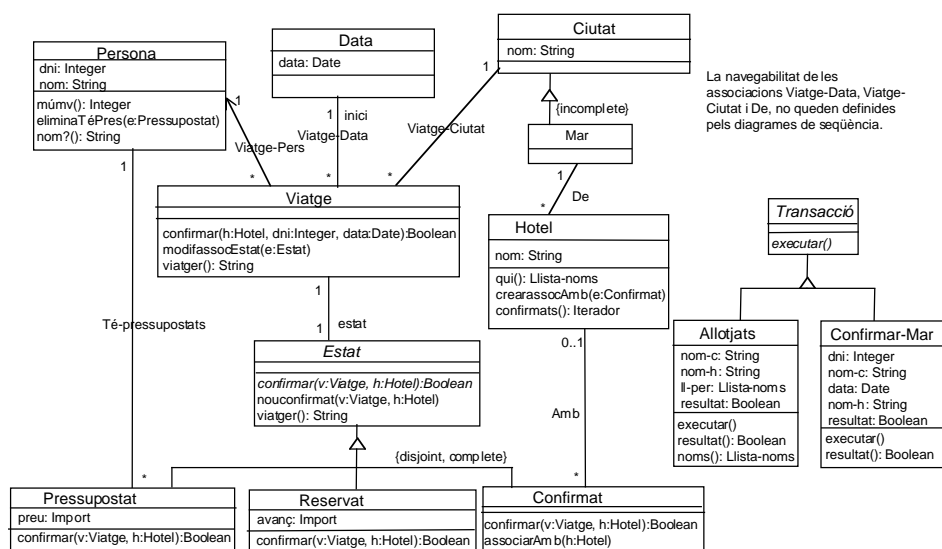 Persona
dni: Integer
nom: String
múmv(): Integer
eliminaTéPres(e:Pressupostat)
nom?(): String
Data
data: Date
Ciutat
nom: String
La navegabilitat de les
associacions Viatge-Data, Viatge-
Ciutat i De, no queden definides
pels diagrames de seqüència.
1
1
1
1 inici
{incomplete}
Viatge-Data
Viatge-Ciutat
Viatge-Pers
Mar
1
De
*
*
*
*
Viatge
confirmar(h:Hotel, dni:Integer, data:Date):Boolean
modifassocEstat(e:Estat)
viatger(): String
Hotel
nom: String
qui(): Llista-noms
crearassocAmb(e:Confirmat)
confirmats(): Iterador
Transacció
executar()
1
1
estat
Té-pressupostats
0..1
Amb
*
*
Estat
confirmar(v:Viatge, h:Hotel):Boolean
nouconfirmat(v:Viatge, h:Hotel)
viatger(): String
Allotjats
nom-c: String
nom-h: String
ll-per: Llista-noms
resultat: Boolean
executar()
resultat(): Boolean
noms(): Llista-noms
Confirmar-Mar
dni: Integer
nom-c: String
data: Date
nom-h: String
resultat: Boolean
executar()
resultat(): Boolean
{disjoint, complete}
Pressupostat
preu: Import
confirmar(v:Viatge, h:Hotel):Boolean
Reservat
avanç: Import
confirmar(v:Viatge, h:Hotel):Boolean
Confirmat
confirmar(v:Viatge, h:Hotel):Boolean
associarAmb(h:Hotel)